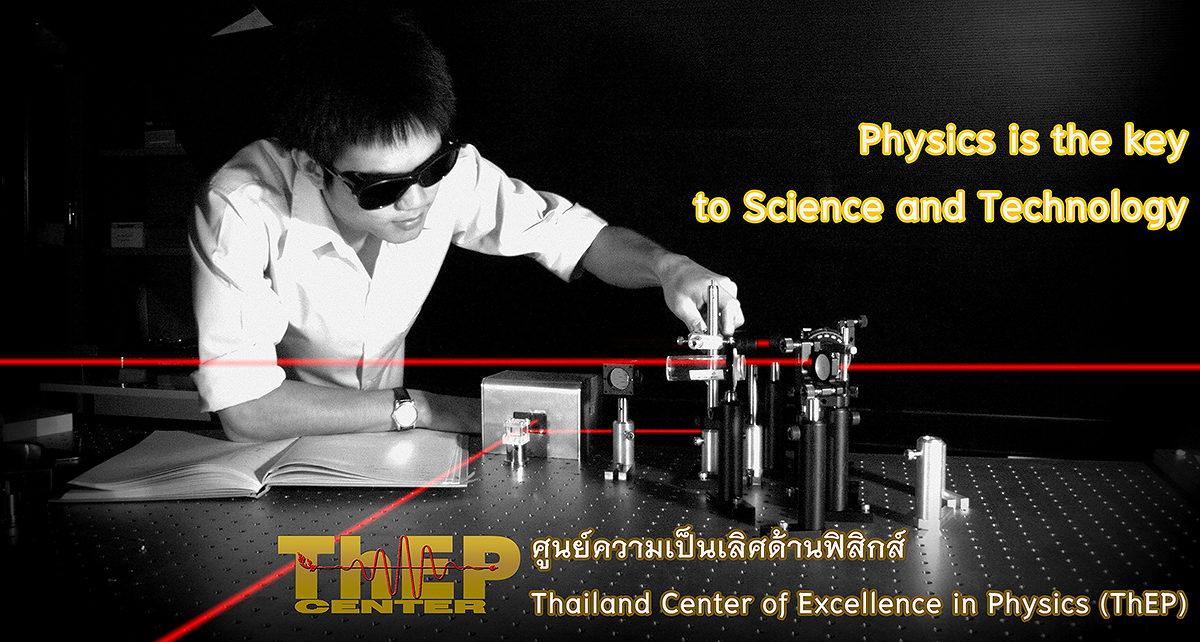 Physics is the key
to Science and Technology
ThEP
CENTER
ศูนย์ความเป็นเลิศด้านฟิสิกส์
Thailand Center of Excellence in Physics (ThEP)